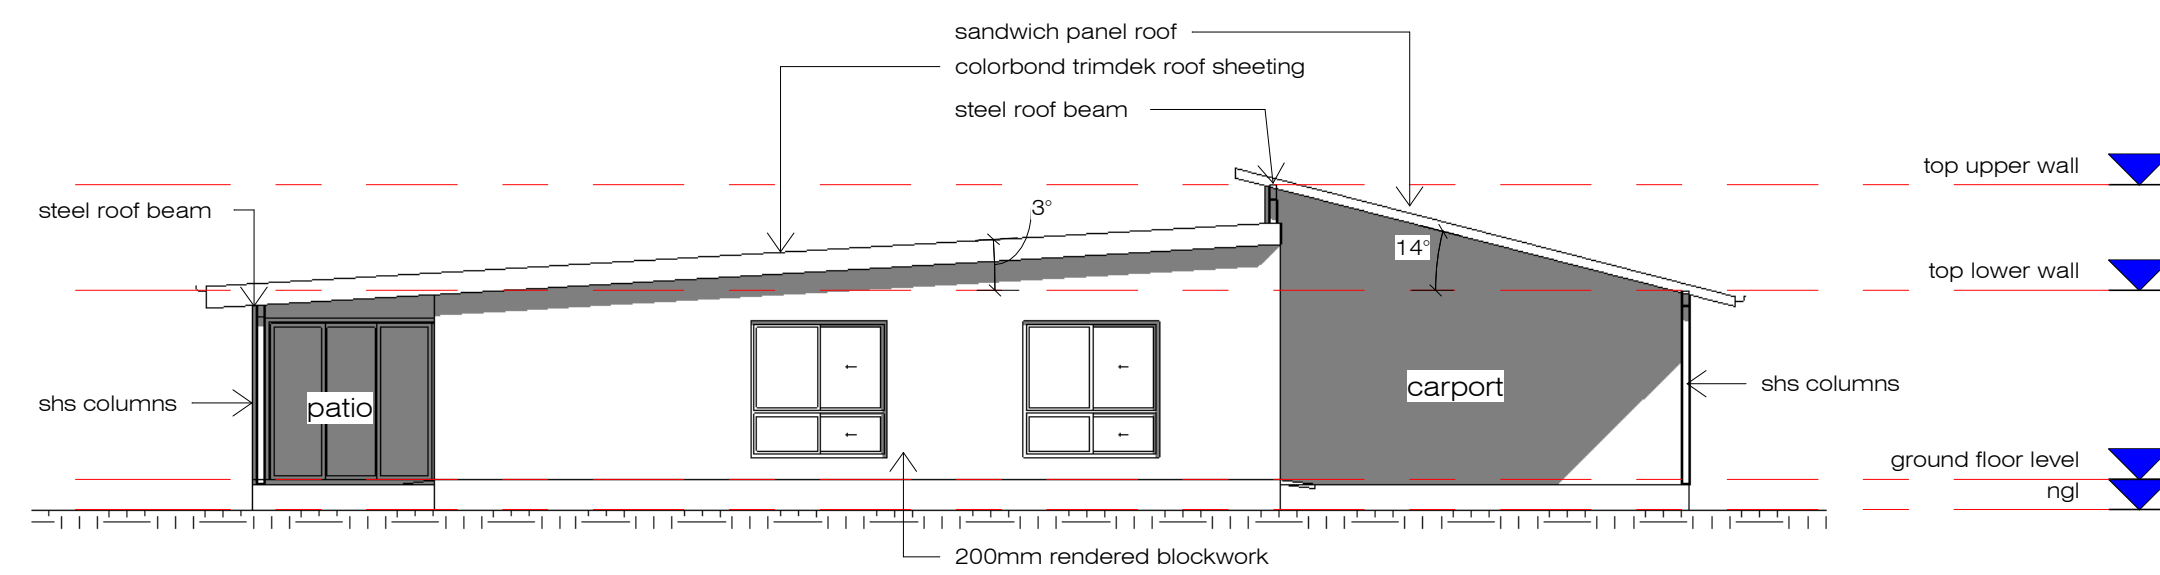 sandwich panel roof
colorbond trimdek roof sheeting
steel roof beam
top upper wall
steel roof beam
3°
14°
top lower wall
shs columns
patio
carport
shs columns
ground floor level
ngl
200mm rendered blockwork